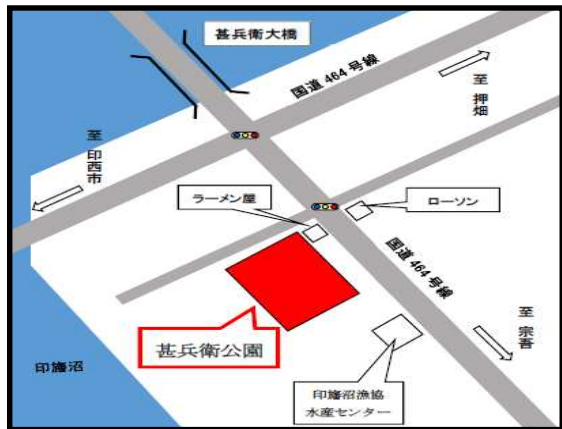 甚兵衛大橋
国道464号線
至 押畑
至 印西市
ラーメン屋
ローソン
国道464号線
至 宗吾
甚兵衛公園
印旛沼
印旛沼漁協
水産センター